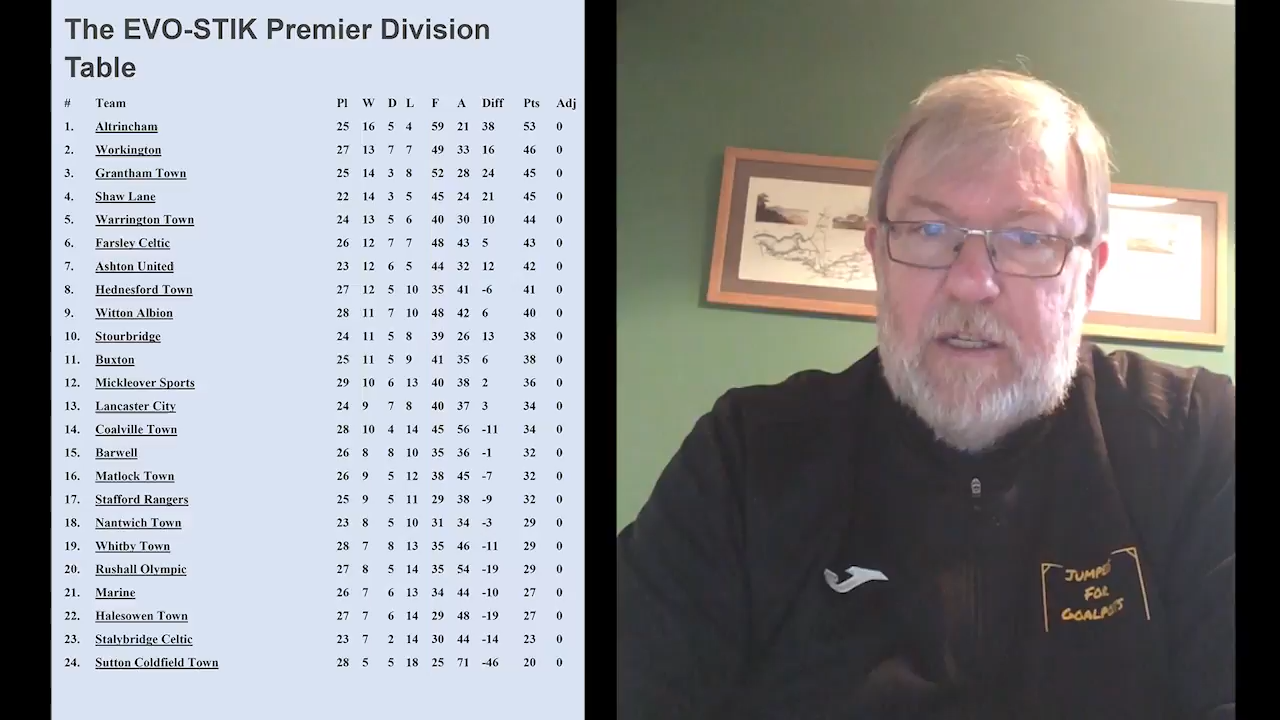 The EVO-STIK Premier Division
Table
# Team Pl W D L F A Diff Pts Adj
1. Altrincham 25 16 5 4 59 21 38 53 0
2. Workington 27 13 7 7 49 33 16 46 0
3. Grantham Town 25 14 3 8 52 28 24 45 0
4. Shaw Lane 22 14 3 5 45 24 21 45 0
5. Warrington Town 24 13 5 6 40 30 10 44 0
6. Farsley Celtic 26 12 7 7 48 43 5 43 0
7. Ashton United 23 12 6 5 44 32 12 42 0
8. Hednesford Town 27 12 5 10 35 41 -6 41 0
9. Witton Albion 28 11 7 10 48 42 6 40 0
10. Stourbridge 24 11 5 8 39 26 13 38 0
11. Buxton 25 11 5 9 41 35 6 38 0
12. Mickleover Sports 29 10 6 13 40 38 2 36 0
13. Lancaster City 24 9 7 8 40 37 3 34 0
14. Coalville Town 28 10 4 14 45 56 -11 34 0
15. Barwell 26 8 8 10 35 36 -1 32 0
16. Matlock Town 26 9 5 12 38 45 -7 32 0
17. Stafford Rangers 25 9 5 11 29 38 -9 32 0
18. Nantwich Town 23 8 5 10 31 34 -3 29 0
19. Whitby Town 28 7 8 13 35 46 -11 29 0
20. Rushall Olympic 27 8 5 14 35 54 -19 29 0
21. Marine 26 7 6 13 34 44 -10 27 0
22. Halesowen Town 27 7 6 14 29 48 -19 27 0
23. Stalybridge Celtic 23 7 2 14 30 44 -14 23 0
24. Sutton Coldfield Town 28 5 5 18 25 71 -46 20 0
FOR